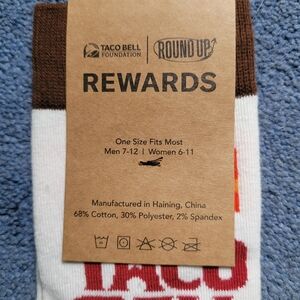 TACO BELL
FOUNDATION
ROUND UP
REWARDS
One Size Fits Most
Men 7-12 | Women 6-11
Manufactured in Haining, China
68% Cotton, 30% Polyester, 2% Spandex
TACO